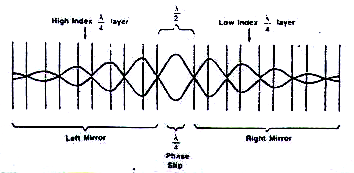 High Index λ/4 layer
λ/2
Low Index λ/4 layer
Left Mirror
λ/4
Phase
Slip
Right Mirror